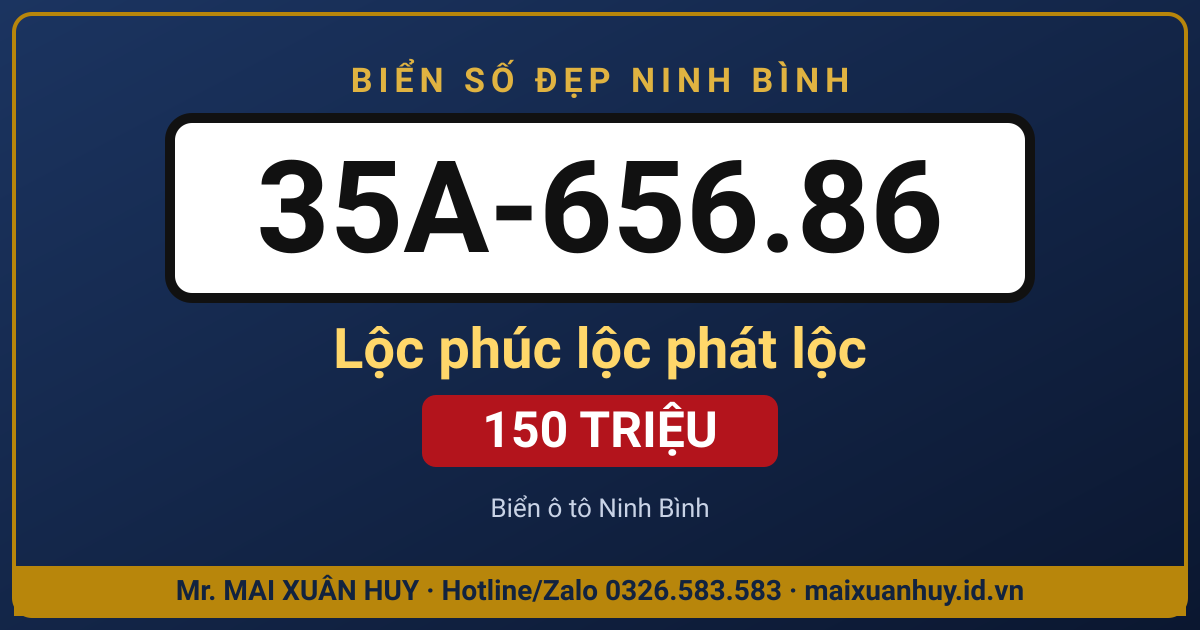 BIỂN SỐ ĐẸP NINH BÌNH
35A-656.86
Lộc phúc lộc phát lộc
150 TRIỆU
Biển ô tô Ninh Bình
Mr. MAI XUÂN HUY · Hotline/Zalo 0326.583.583 · maixuanhuy.id.vn